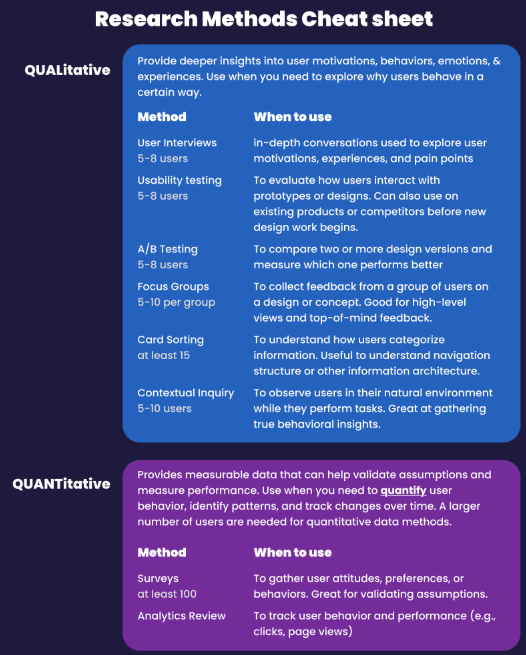 Research Methods Cheat sheet
QUALitative
Provide deeper insights into user motivations, behaviors, emotions, &
experiences. Use when you need to explore why users behave in a
certain way.
Method When to use
User Interviews in-depth conversations used to explore user
5-8 users motivations, experiences, and pain points
Usability testing To evaluate how users interact with
5-8 users prototypes or designs. Can also use on
existing products or competitors before new
design work begins.
A/B Testing To compare two or more design versions and
5-8 users measure which one performs better
Focus Groups To collect feedback from a group of users on
5-10 per group a design or concept. Good for high-level
views and top-of-mind feedback.
Card Sorting To understand how users categorize
at least 15 information. Useful to understand navigation
structure or other information architecture.
Contextual Inquiry To observe users in their natural environment
5-10 users while they perform tasks. Great at gathering
true behavioral insights.
QUANTitative
Provides measurable data that can help validate assumptions and
measure performance. Use when you need to quantify user
behavior, identify patterns, and track changes over time. A larger
number of users are needed for quantitative data methods.
Method When to use
Surveys To gather user attitudes, preferences, or
at least 100 behaviors. Great for validating assumptions.
Analytics Review To track user behavior and performance (e.g.,
clicks, page views)